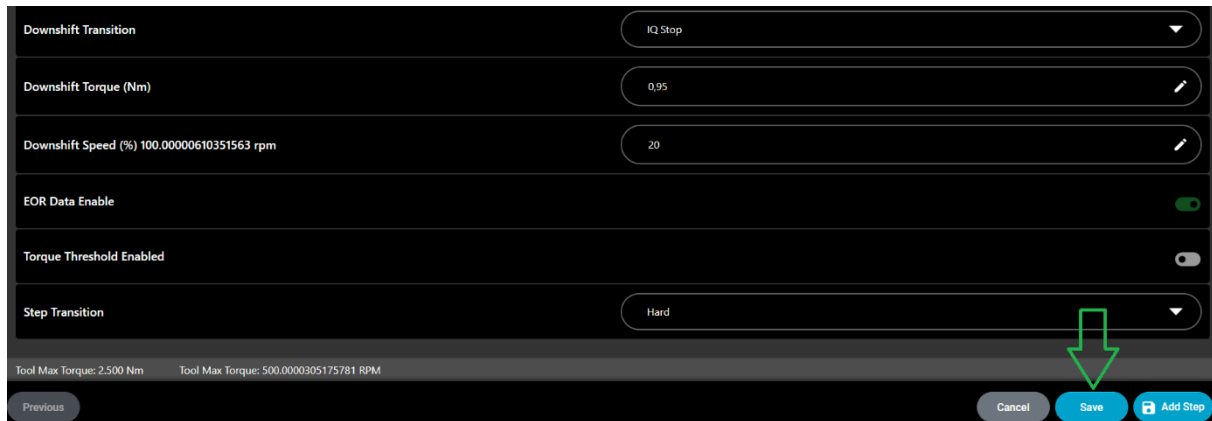 Downshift Transition IQ Stop
Downshift Torque (Nm) 0,95
Downshift Speed (%) 100.00000610351563 rpm 20
EOR Data Enable
Torque Threshold Enabled
Step Transition Hard
Tool Max Torque: 2.500 Nm Tool Max Torque: 500.0000305175781 RPM
Previous Cancel Save Add Step